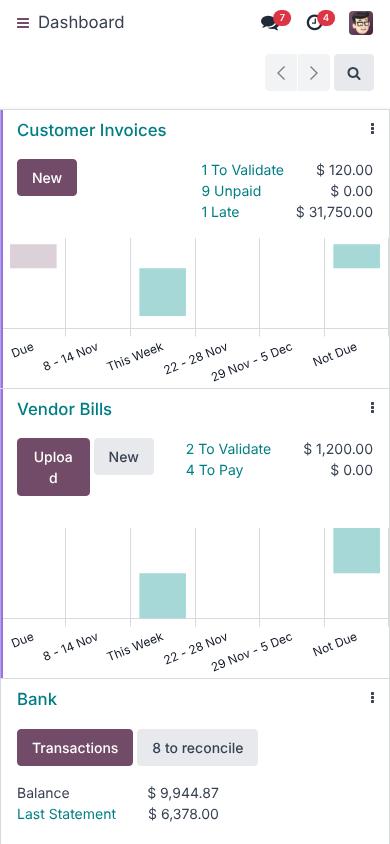 Dashboard
7
4
Customer Invoices
New
1 To Validate $ 120.00
9 Unpaid $ 0.00
1 Late $ 31,750.00
Due
8 - 14 Nov
This Week
22 - 28 Nov
29 Nov - 5 Dec
Not Due
Vendor Bills
Uploa
d
New
2 To Validate $ 1,200.00
4 To Pay $ 0.00
Due
8 - 14 Nov
This Week
22 - 28 Nov
29 Nov - 5 Dec
Not Due
Bank
Transactions
8 to reconcile
Balance $ 9,944.87
Last Statement $ 6,378.00